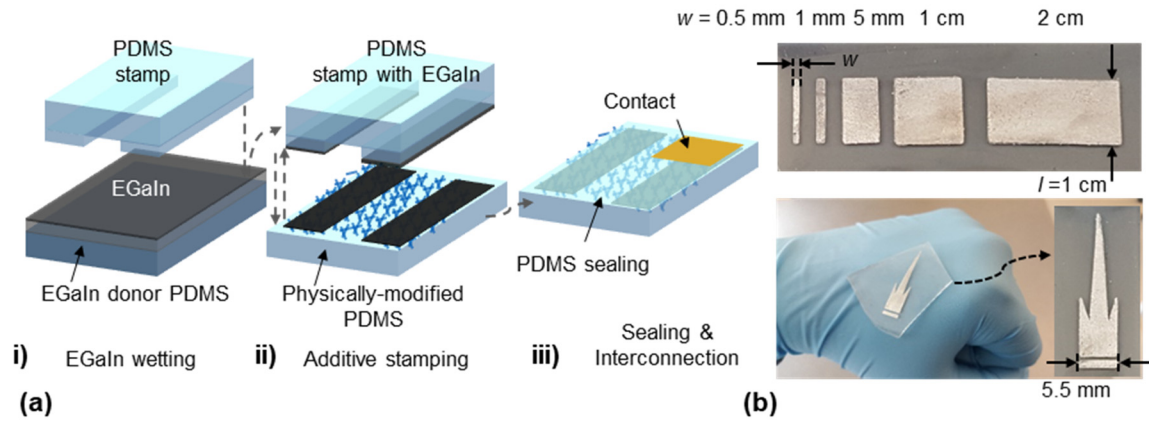 PDMS
stamp
EGaIn
EGaIn donor PDMS
i) EGaIn wetting
PDMS
stamp with EGaIn
Physically-modified
PDMS
ii) Additive stamping
Contact
PDMS sealing
iii) Sealing &
Interconnection
(a)
w = 0.5 mm 1 mm 5 mm 1 cm 2 cm
w
l =1 cm
5.5 mm
(b)